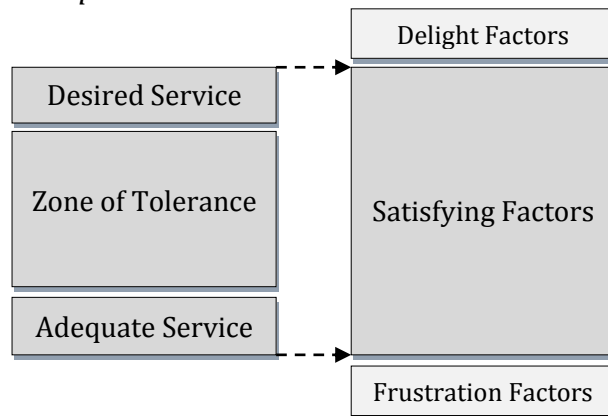 Delight Factors
Desired Service
Zone of Tolerance
Satisfying Factors
Adequate Service
Frustration Factors